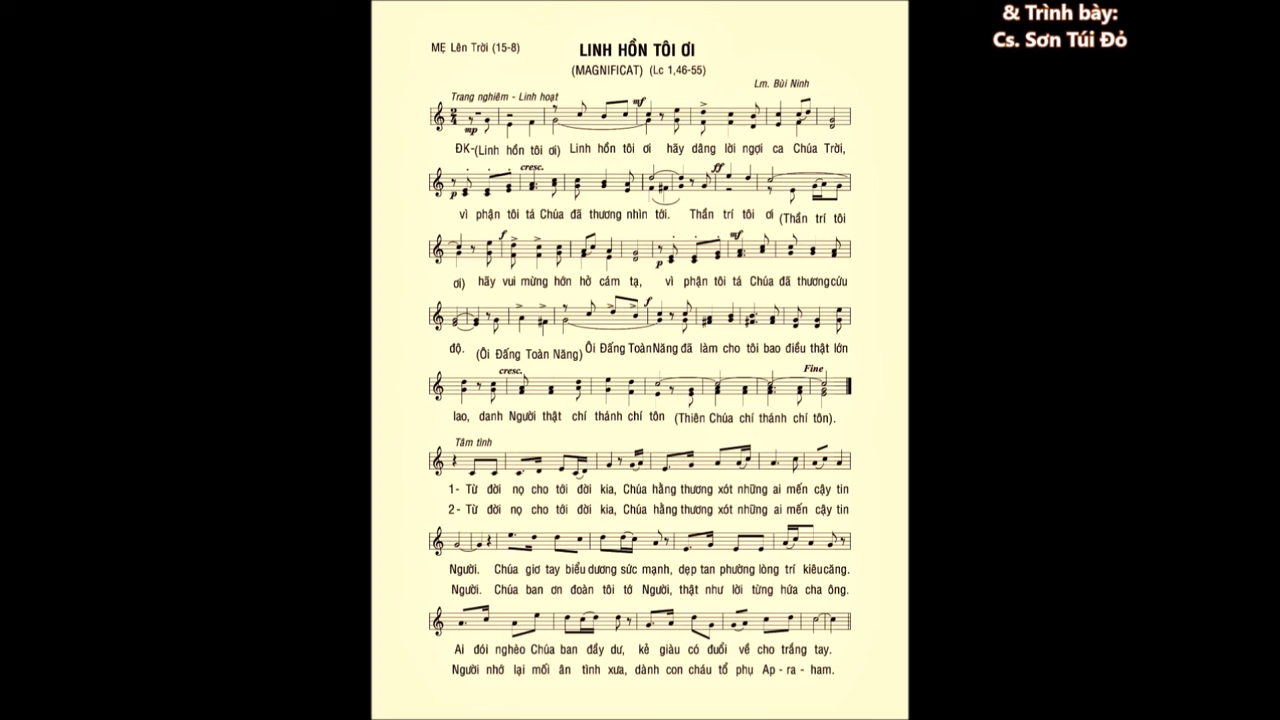 & Trình bày:
Cs. Sơn Túi Đỏ
MẸ Lên Trời (15-8)
LINH HỒN TÔI ƠI
(MAGNIFICAT) (Lc 1,46-55)
Lm. Bùi Ninh
Trang nghiêm - Linh hoạt
mf
mp
ĐK-(Linh hồn tôi ơi) Linh hồn tôi ơi hãy dâng lời ngợi ca Chúa Trời,
cresc.
ff
p
vì phận tôi tá Chúa đã thương nhìn tới. Thần trí tôi ơi (Thần trí tôi
f
mf
p
ơi) hãy vui mừng hớn hở cám tạ, vì phận tôi tá Chúa đã thương cứu
f
độ. (Ôi Đấng Toàn Năng) Ôi Đấng Toàn Năng đã làm cho tôi bao điều thật lớn
cresc.
Fine
lao, danh Người thật chí thánh chí tôn (Thiên Chúa chí thánh chí tôn).
Tâm tình
1- Từ đời nọ cho tới đời kia, Chúa hằng thương xót những ai mến cậy tin
2- Từ đời nọ cho tới đời kia, Chúa hằng thương xót những ai mến cậy tin
Người. Chúa giơ tay biểu dương sức mạnh, dẹp tan phường lòng trí kiêu căng.
Người. Chúa ban ơn đoàn tôi tớ Người, thật như lời từng hứa cha ông.
Ai đói nghèo Chúa ban đầy dư, kẻ giàu có đuổi về cho trắng tay.
Người nhớ lại mối ân tình xưa, dành con cháu tổ phụ Ap - ra - ham.